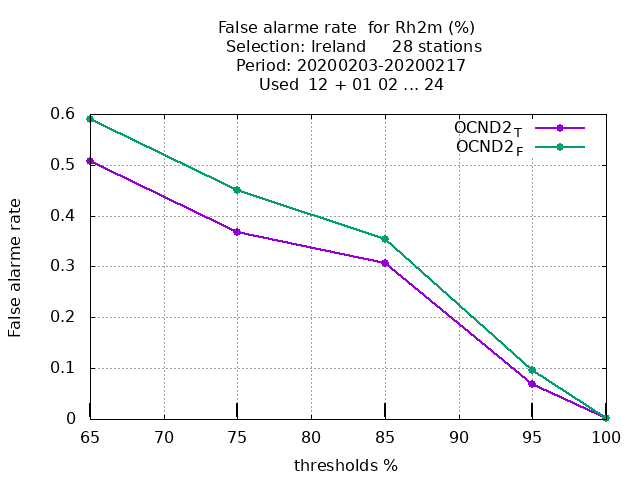 False alarme rate  for Rh2m (%)
Selection: Ireland     28 stations
Period: 20200203-20200217
Used  12 + 01 02 ... 24
OCND2T
OCND2F
0.6
0.5
0.4
0.3
0.2
0.1
0
False alarme rate
65 70 75 80 85 90 95 100
thresholds %